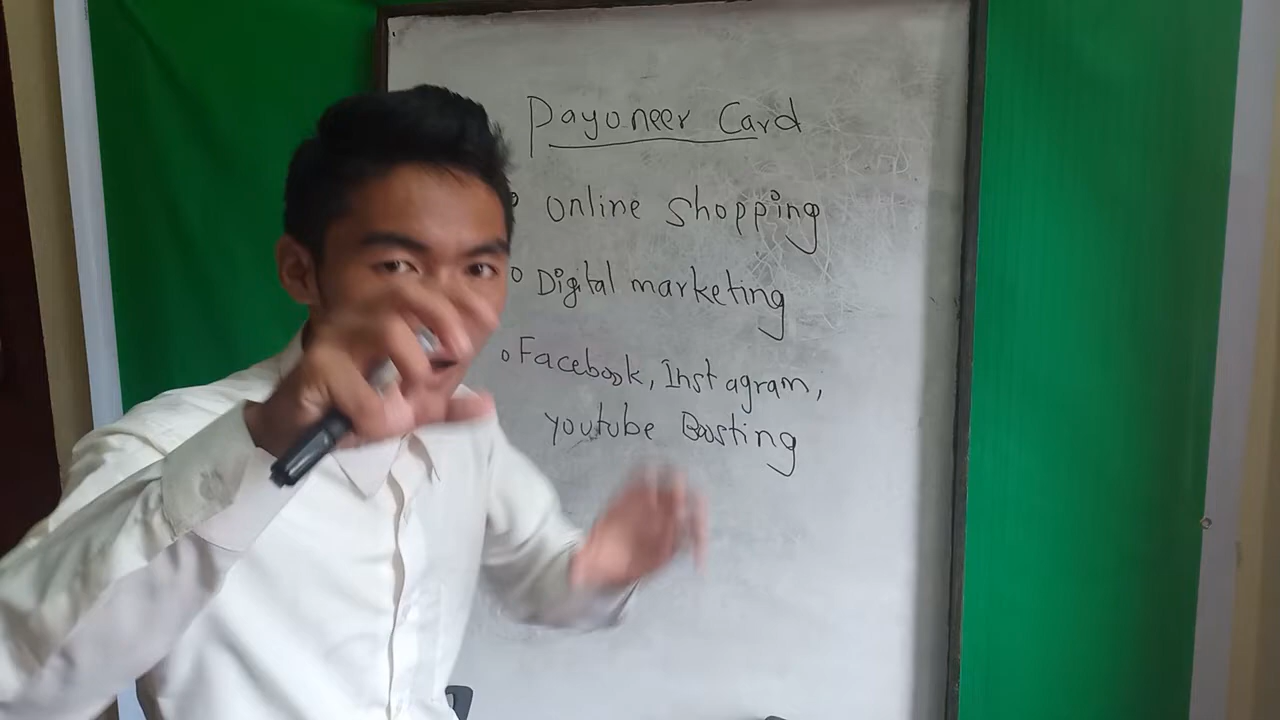 Payoneer Card
Online shopping
Digital marketing
Facebook, Instagram,
Youtube Boosting